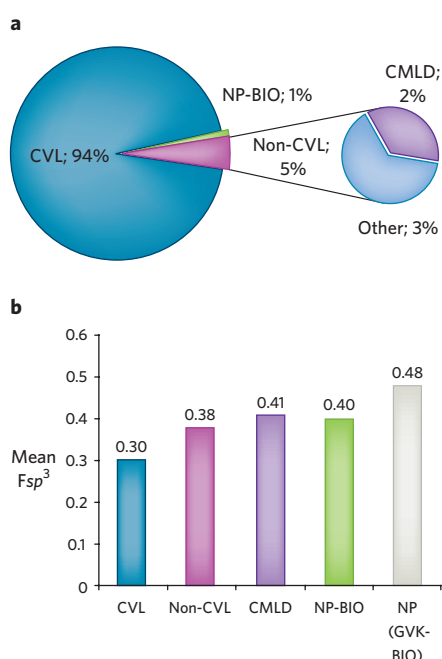 a
CMLD;
2%
NP-BIO; 1%
CVL; 94%
Non-CVL;
5%
Other; 3%
b
0.6
0.5
0.4
0.3
0.2
0.1
0
Mean
Fsp³
0.30
0.38
0.41
0.40
0.48
CVL
Non-CVL
CMLD
NP-BIO
NP
(GVK-
BIO)